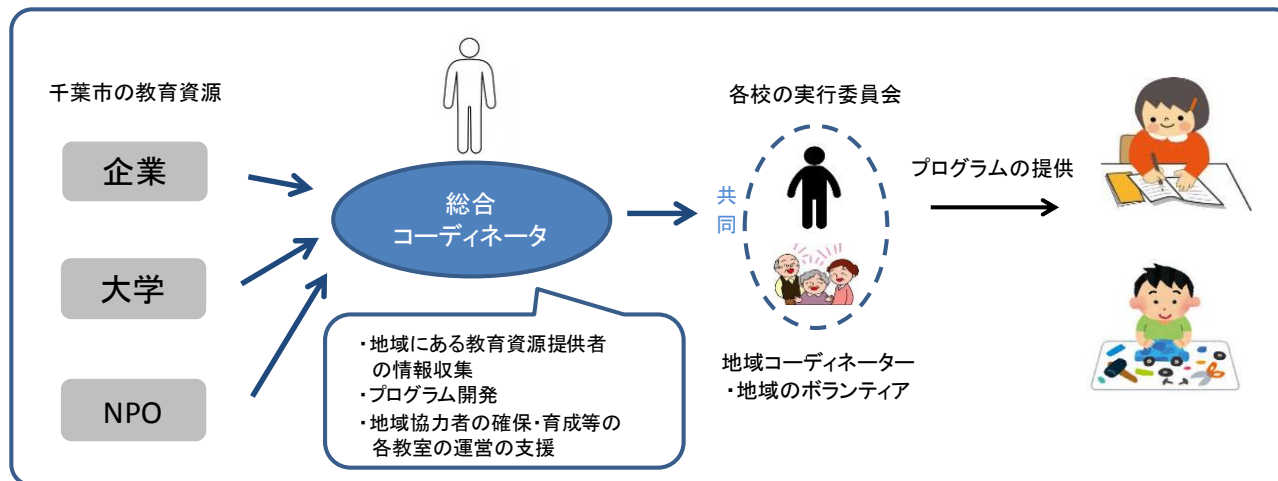 千葉市の教育資源
企業
大学
NPO
総合
コーディネータ
・地域にある教育資源提供者
の情報収集
・プログラム開発
・地域協力者の確保・育成等の
各教室の運営の支援
各校の実行委員会
共
同
地域コーディネーター
・地域のボランティア
プログラムの提供